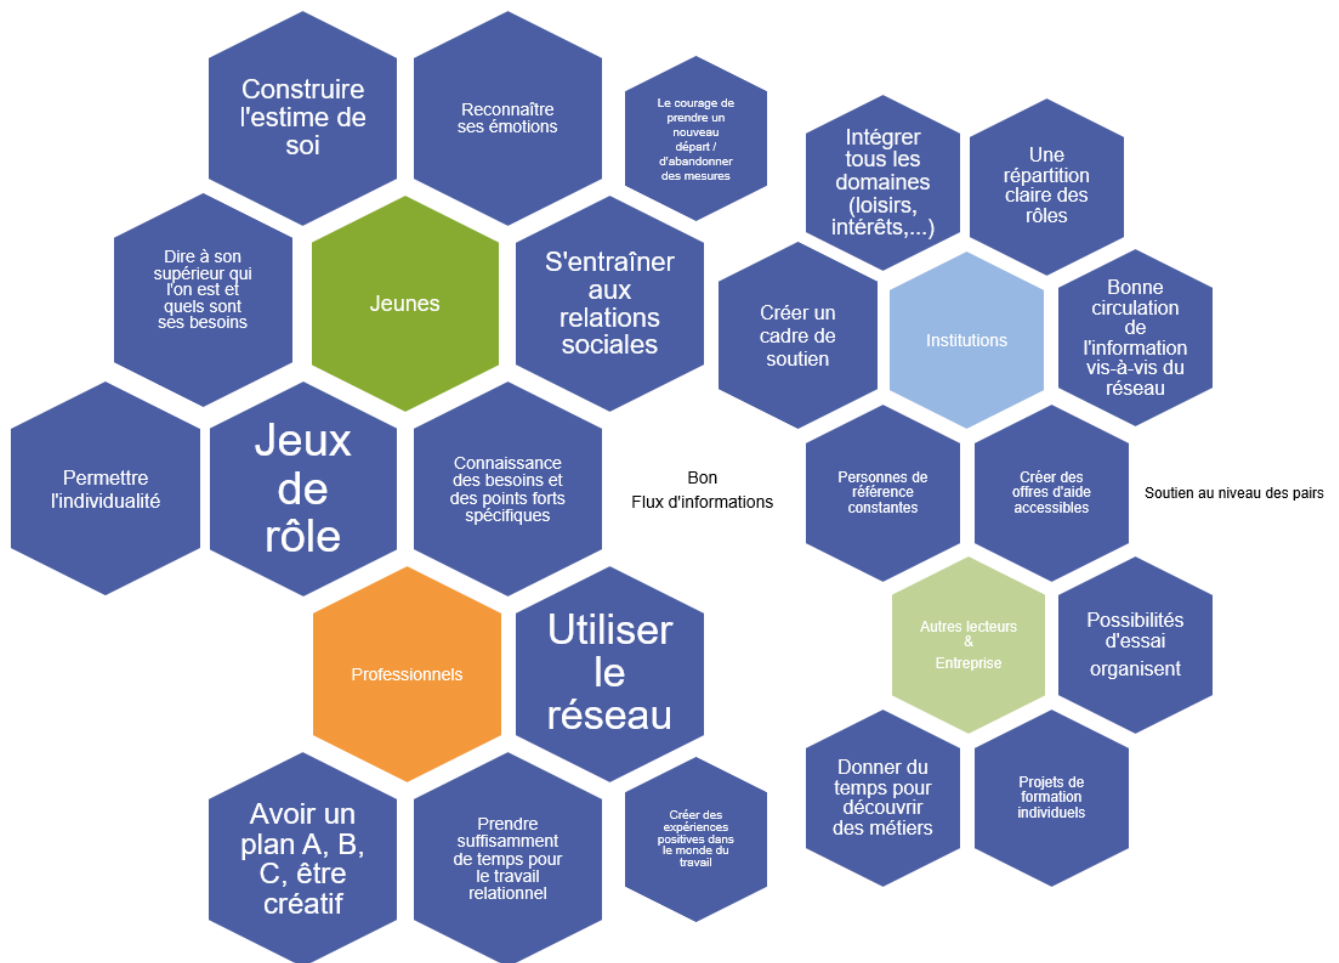 Construire
l'estime de
soi
Reconnaître
ses émotions
Le courage de
prendre un
nouveau
départ /
d'abandonner
des mesures
Dire à son
supérieur qui
l'on est et
quels sont
ses besoins
Jeunes
S'entraîner
aux
relations
sociales
Permettre
l'individualité
Jeux
de
rôle
Connaissance
des besoins et
des points forts
spécifiques
Bon
Flux d'informations
Professionnels
Utiliser
le
réseau
Avoir un
plan A, B,
C, être
créatif
Prendre
suffisamment
de temps pour
le travail
relationnel
Créer des
expériences
positives dans
le monde du
travail
Intégrer
tous les
domaines
(loisirs,
intérêts,...)
Une
répartition
claire des
rôles
Créer un
cadre de
soutien
Institutions
Bonne
circulation
de
l'information
vis-à-vis du
réseau
Personnes de
référence
constantes
Créer des
offres d'aide
accessibles
Soutien au niveau des pairs
Autres lecteurs
&
Entreprise
Possibilités
d'essai
organisent
Donner du
temps pour
découvrir
des métiers
Projets de
formation
individuels